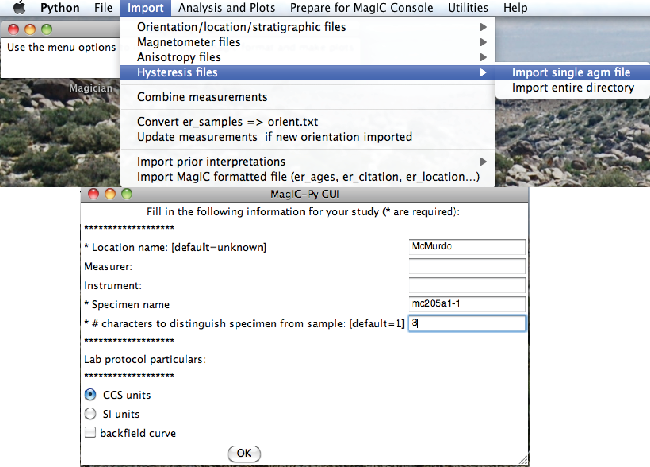 Python File Import Analysis and Plots Prepare for MagIC Console Utilities Help
Use the menu options
Magician
Orientation/location/stratigraphic files
Magnetometer files
Anisotropy files
Hysteresis files
Import single agm file
Import entire directory
Combine measurements
Convert er_samples => orient.txt
Update measurements if new orientation imported
Import prior interpretations
Import MagIC formatted file (er_ages, er_citation, er_location...)
MagIC-Py GUI
Fill in the following information for your study (* are required):
******************
* Location name: [default=unknown] McMurdo
Measurer:
Instrument:
* Specimen name mc205a1-1
* # characters to distinguish specimen from sample: [default=1]
******************
Lab protocol particulars:
******************
CGS units
SI units
backfield curve
OK